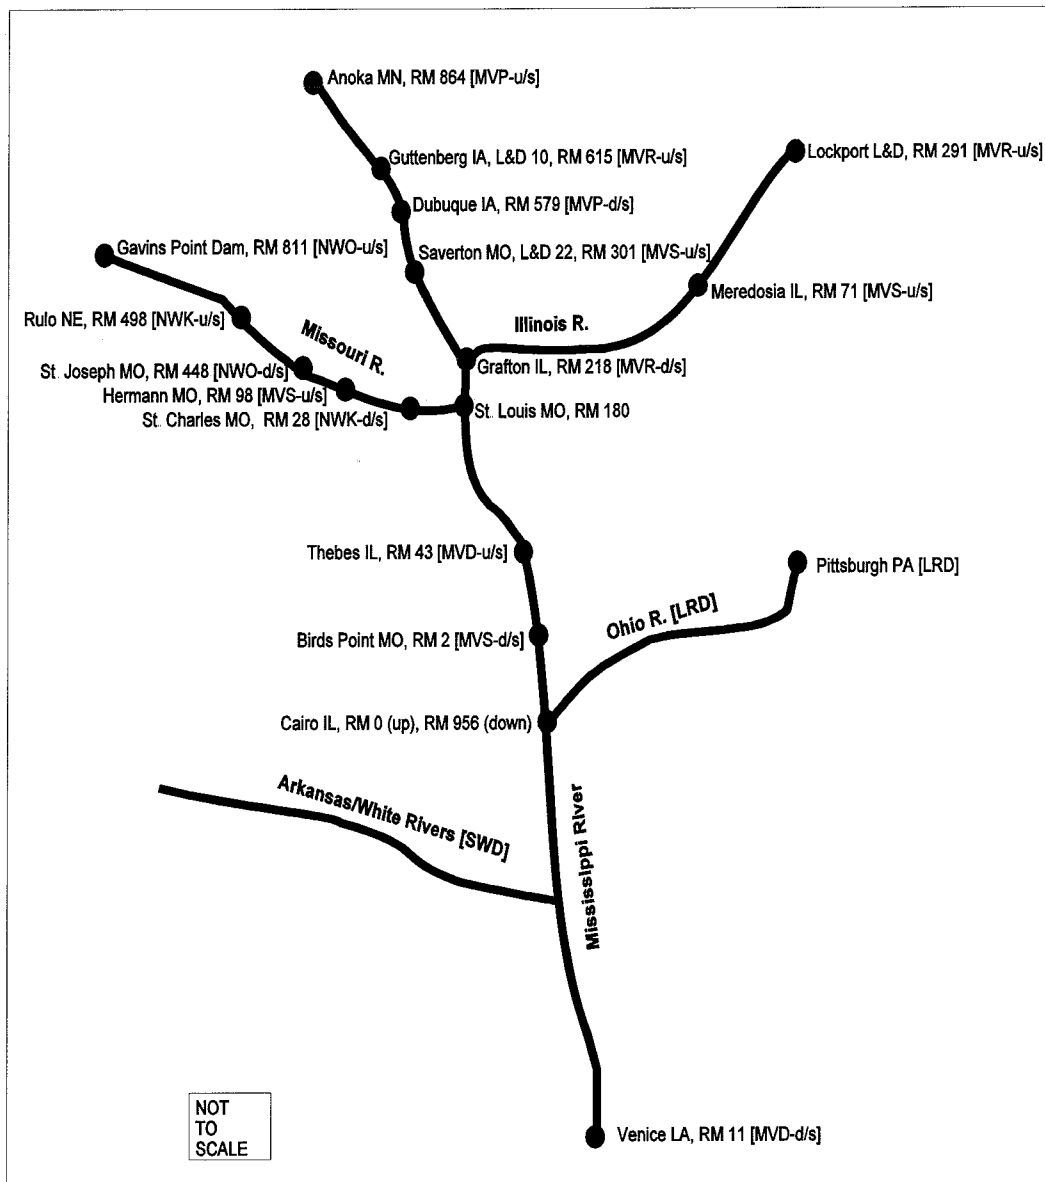 Anoka MN, RM 864 [MVP-u/s]
Guttenberg IA, L&D 10, RM 615 [MVR-u/s]
Lockport L&D, RM 291 [MVR-u/s]
Dubuque IA, RM 579 [MVP-d/s]
Gavins Point Dam, RM 811 [NWO-u/s]
Saverton MO, L&D 22, RM 301 [MVS-u/s]
Meredosia IL, RM 71 [MVS-u/s]
Rulo NE, RM 498 [NWK-u/s]
Missouri R.
Illinois R.
St. Joseph MO, RM 448 [NWO-d/s]
Grafton IL, RM 218 [MVR-d/s]
Hermann MO, RM 98 [MVS-u/s]
St. Louis MO, RM 180
St. Charles MO, RM 28 [NWK-d/s]
Thebes IL, RM 43 [MVD-u/s]
Pittsburgh PA [LRD]
Ohio R. [LRD]
Birds Point MO, RM 2 [MVS-d/s]
Cairo IL, RM 0 (up), RM 956 (down)
Arkansas/White Rivers [SWD]
Mississippi River
NOT
TO
SCALE
Venice LA, RM 11 [MVD-d/s]